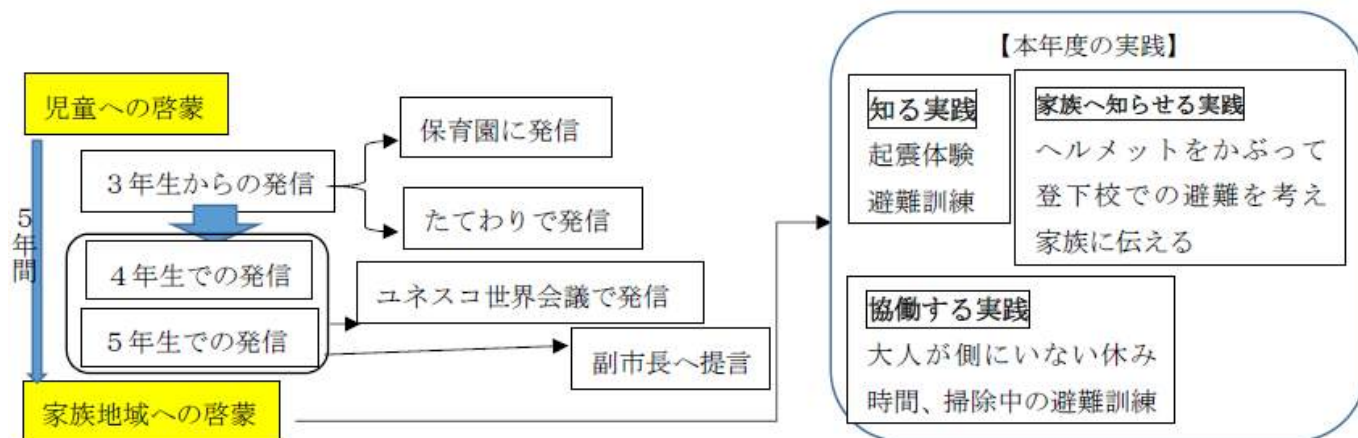 児童への啓蒙
5年間
3年生からの発信
保育園に発信
たてわりで発信
4年生での発信
5年生での発信
ユネスコ世界会議で発信
副市長へ提言
家族地域への啓蒙
【本年度の実践】
知る実践
起震体験
避難訓練
家族へ知らせる実践
ヘルメットをかぶって
登下校での避難を考え
家族に伝える
協働する実践
大人が側にいない休み
時間、掃除中の避難訓練